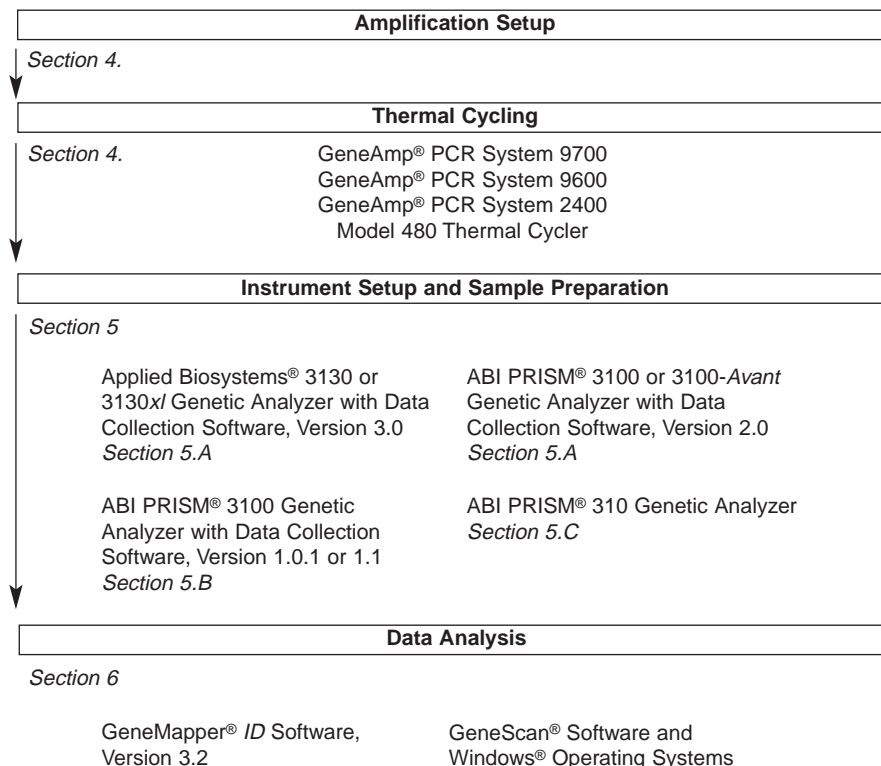 Amplification Setup
Section 4.
Thermal Cycling
Section 4.
GeneAmp® PCR System 9700
GeneAmp® PCR System 9600
GeneAmp® PCR System 2400
Model 480 Thermal Cycler
Instrument Setup and Sample Preparation
Section 5
Applied Biosystems® 3130 or
3130xl Genetic Analyzer with Data
Collection Software, Version 3.0
Section 5.A
ABI PRISM® 3100 or 3100-Avant
Genetic Analyzer with Data
Collection Software, Version 2.0
Section 5.A
ABI PRISM® 3100 Genetic
Analyzer with Data Collection
Software, Version 1.0.1 or 1.1
Section 5.B
ABI PRISM® 310 Genetic Analyzer
Section 5.C
Data Analysis
Section 6
GeneMapper® ID Software,
Version 3.2
GeneScan® Software and
Windows® Operating Systems